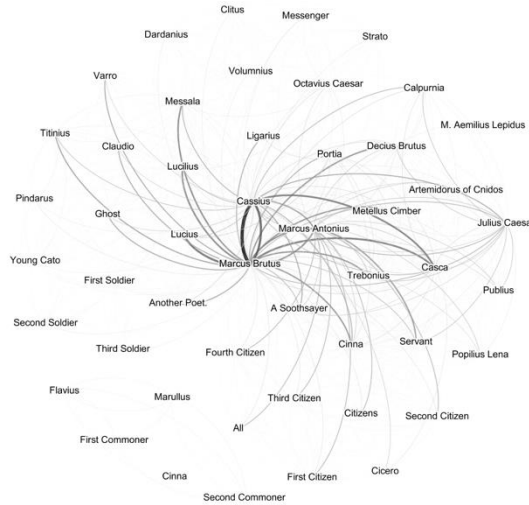 Clitus
Messenger
Dardanius
Strato
Volumnius
Varro
Octavius Caesar
Calpurnia
Messala
M. Aemilius Lepidus
Titinius
Ligarius
Claudio
Decius Brutus
Portia
Lucilius
Artemidorus of Cnidos
Pindarus
Cassius
Ghost
Metellus Cimber
Julius Caesar
Marcus Antonius
Lucius
Young Cato
Marcus Brutus
Casca
Trebonius
First Soldier
Publius
Another Poet.
A Soothsayer
Second Soldier
Servant
Cinna
Third Soldier
Fourth Citizen
Popilius Lena
Flavius
Marullus
Third Citizen
Citizens
Second Citizen
All
First Commoner
Cicero
Cinna
First Citizen
Second Commoner